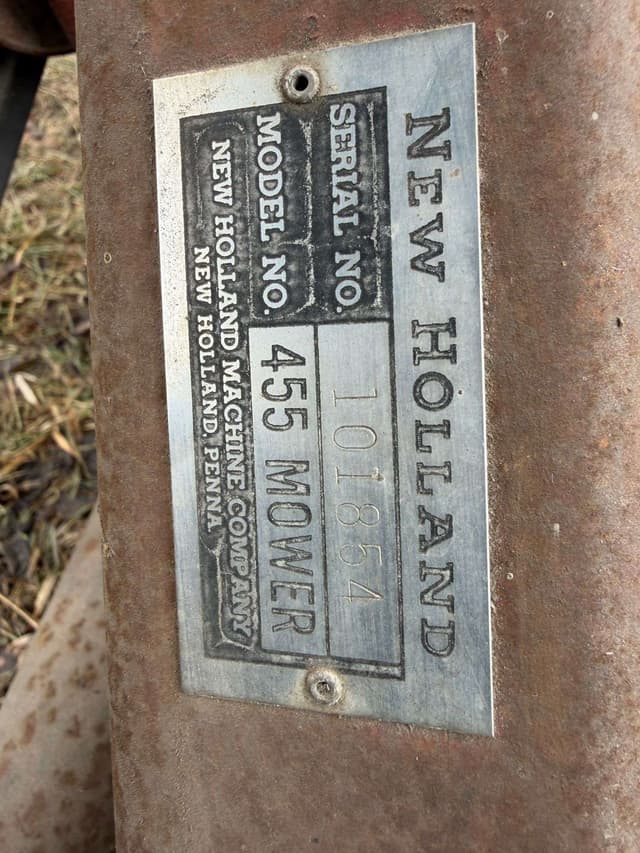 NEW HOLLAND
SERIAL NO. 101854
MODEL NO. 455 MOWER
NEW HOLLAND MACHINE COMPANY
NEW HOLLAND, PENNA